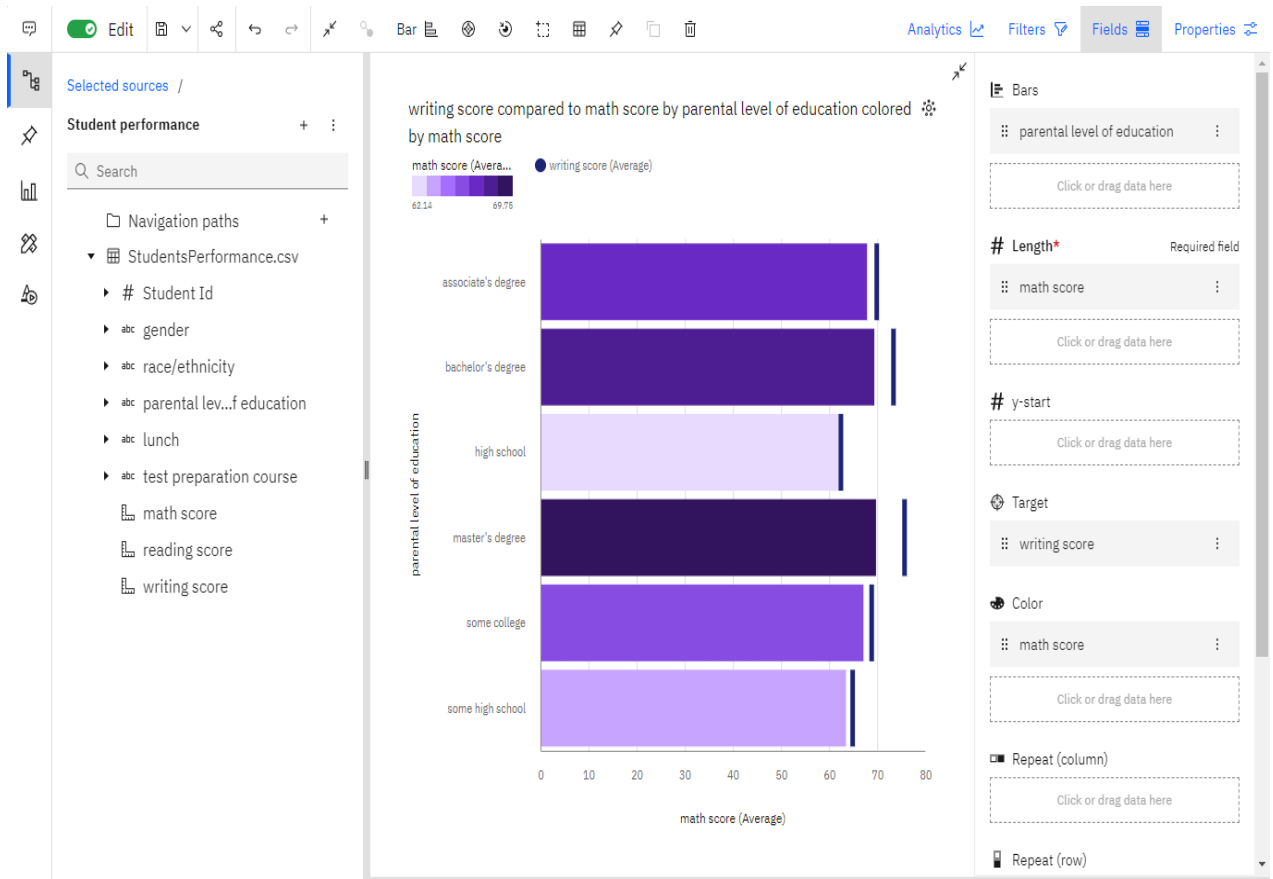 Edit
Bar
Analytics
Filters
Fields
Properties
Selected sources /
Student performance
Search
Navigation paths
StudentsPerformance.csv
# Student Id
abc gender
abc race/ethnicity
abc parental lev...f education
abc lunch
abc test preparation course
math score
reading score
writing score
writing score compared to math score by parental level of education colored
by math score
math score (Avera...
writing score (Average)
62.14 69.75
parental level of education
associate's degree
bachelor's degree
high school
master's degree
some college
some high school
0 10 20 30 40 50 60 70 80
math score (Average)
Bars
parental level of education
Click or drag data here
# Length* Required field
math score
Click or drag data here
# y-start
Click or drag data here
Target
writing score
Color
math score
Click or drag data here
Repeat (column)
Click or drag data here
Repeat (row)